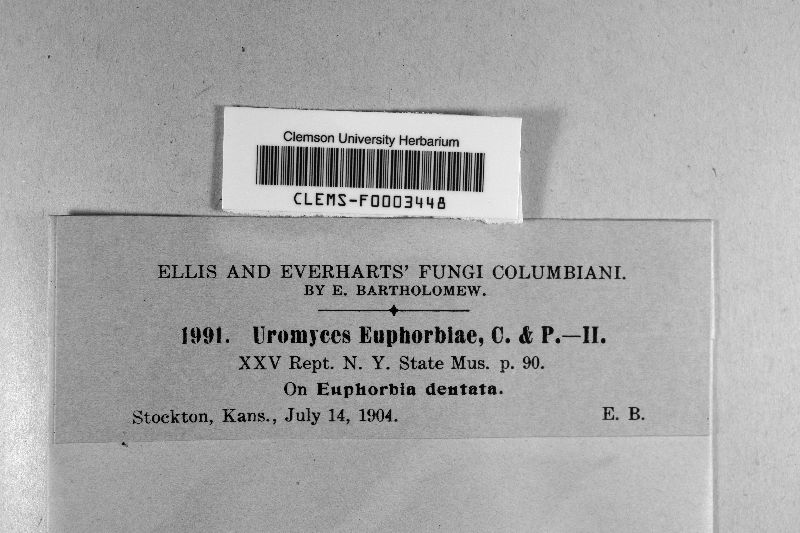 Clemson University Herbarium
CLEMS-F0003448
ELLIS AND EVERHARTS' FUNGI COLUMBIANI.
BY E. BARTHOLOMEW.
1991. Uromyces Euphorbiae, C. & P.—II.
XXV Rept. N. Y. State Mus. p. 90.
On Euphorbia dentata.
Stockton, Kans., July 14, 1904. E. B.